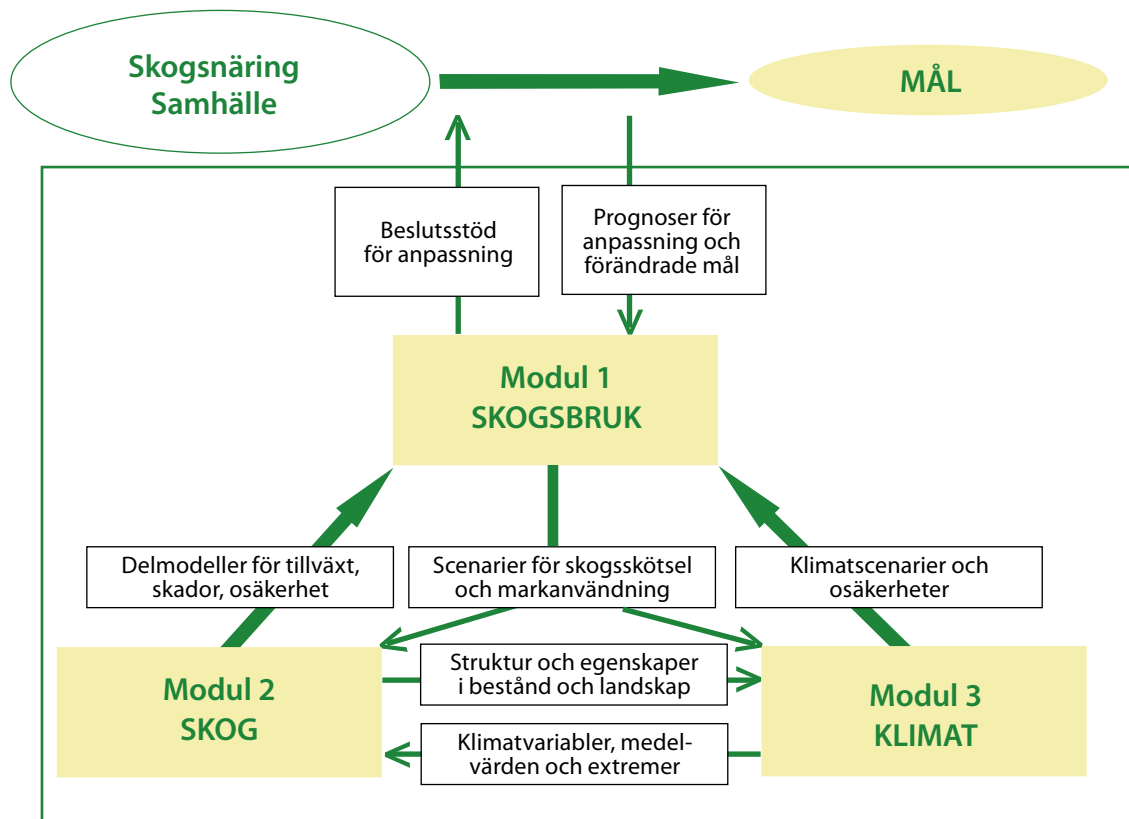 Skogsnäring
Samhälle
MÅL
Beslutsstöd
för anpassning
Prognoser för
anpassning och
förändrade mål
Modul 1
SKOGSBRUK
Delmodeller för tillväxt,
skador, osäkerhet
Scenarier för skogsskötsel
och markanvändning
Klimatscenarier och
osäkerheter
Modul 2
SKOG
Struktur och egenskaper
i bestånd och landskap
Klimatvariabler, medel-
värden och extremer
Modul 3
KLIMAT